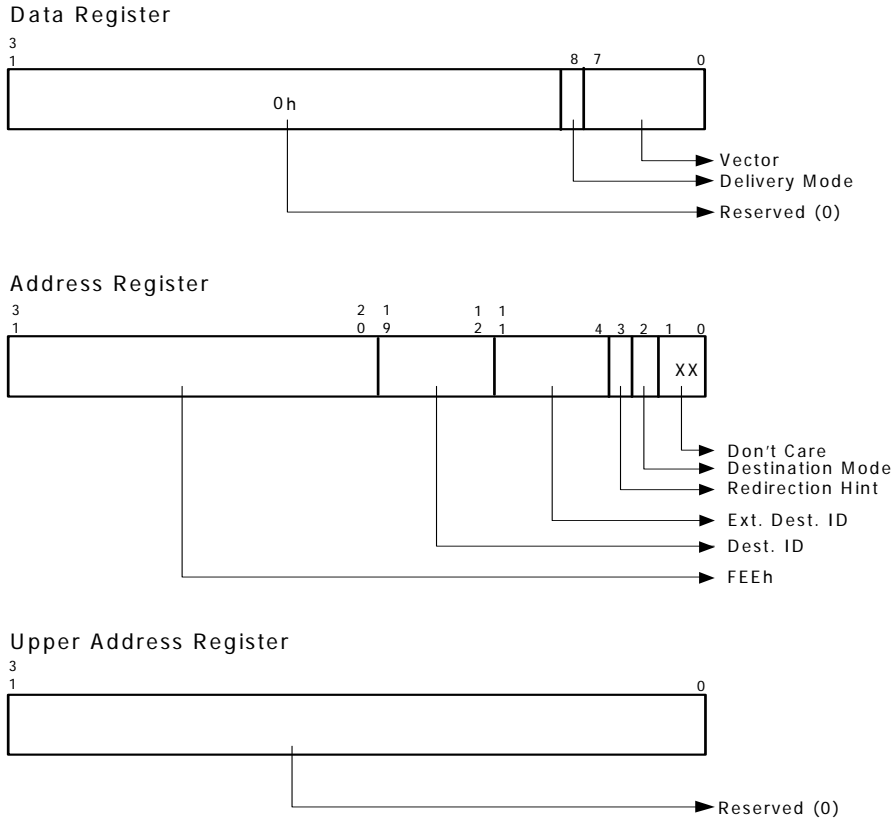 Data Register
3
1 8 7 0
0h
Vector
Delivery Mode
Reserved (0)
Address Register
3 2 1 1 1
1 0 9 2 1 4 3 2 1 0
XX
Don't Care
Destination Mode
Redirection Hint
Ext. Dest. ID
Dest. ID
FEEh
Upper Address Register
3
1 0
Reserved (0)